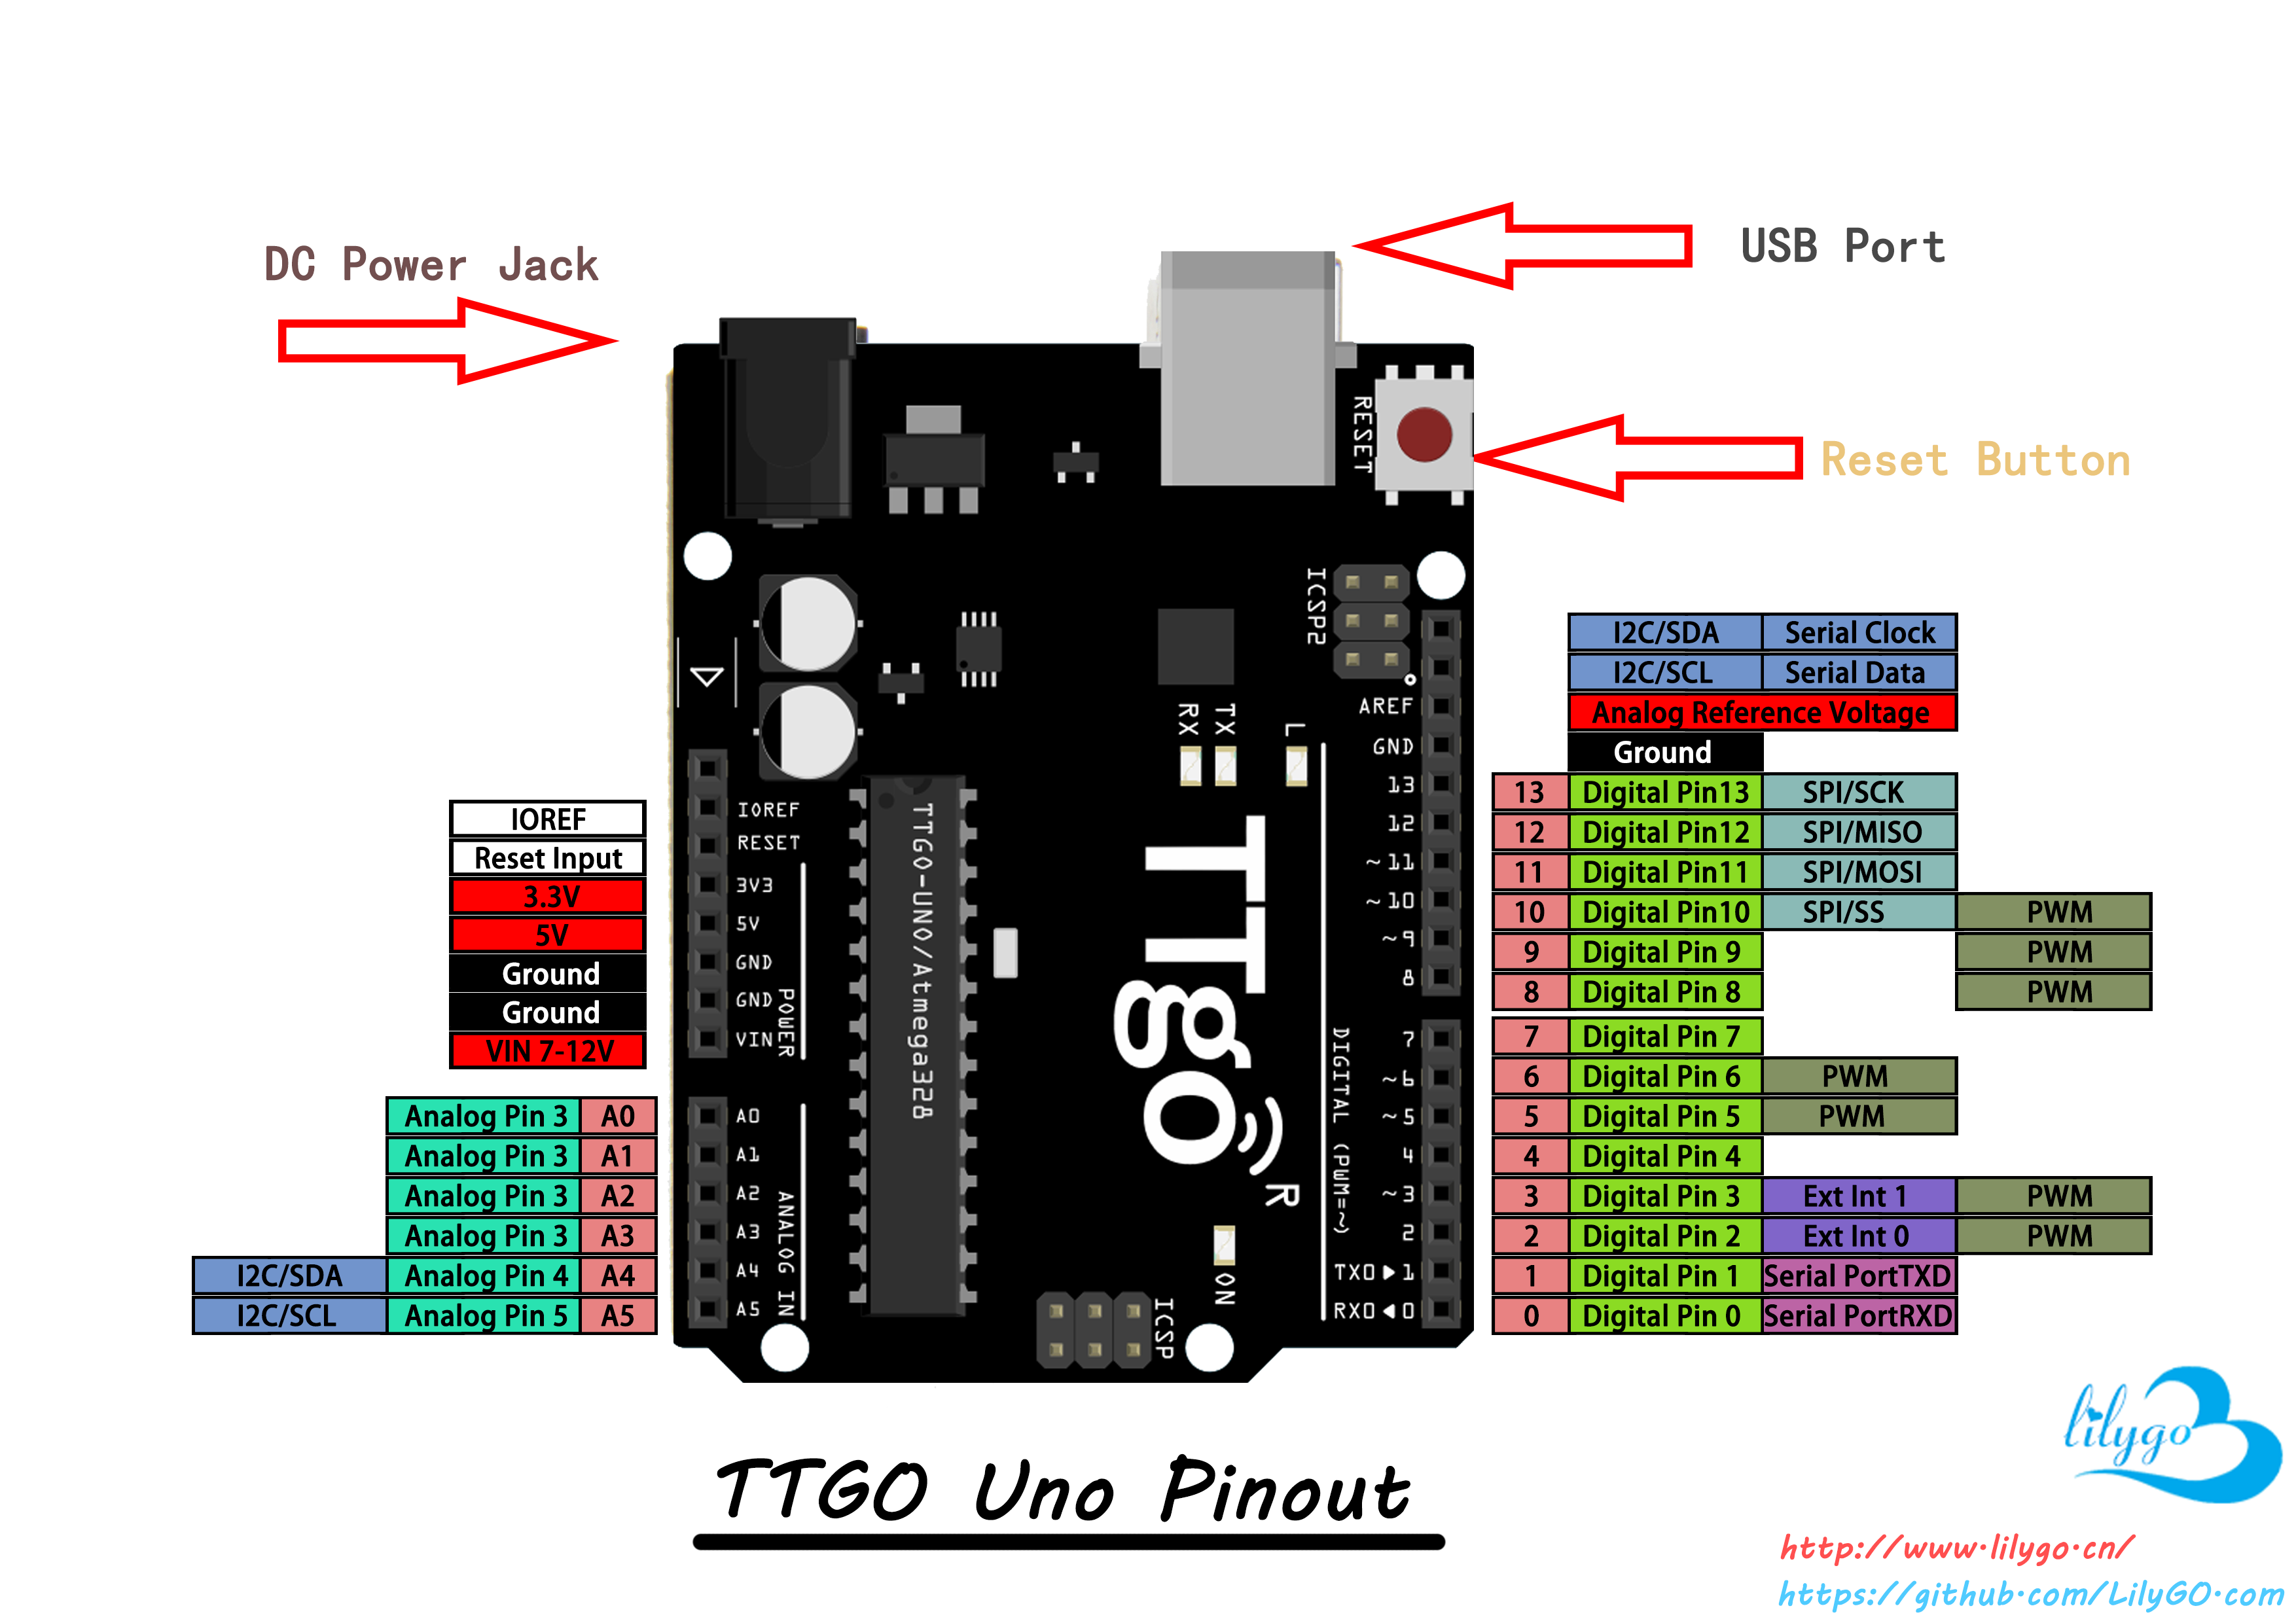 DC Power Jack
USB Port
Reset Button
RESET
ICSP2
I2C/SDA Serial Clock
I2C/SCL Serial Data
Analog Reference Voltage
Ground
13 Digital Pin13 SPI/SCK
12 Digital Pin12 SPI/MISO
11 Digital Pin11 SPI/MOSI
10 Digital Pin10 SPI/SS PWM
9 Digital Pin 9 PWM
8 Digital Pin 8 PWM
7 Digital Pin 7
6 Digital Pin 6 PWM
5 Digital Pin 5 PWM
4 Digital Pin 4
3 Digital Pin 3 Ext Int 1 PWM
2 Digital Pin 2 Ext Int 0 PWM
1 Digital Pin 1 Serial PortTXD
0 Digital Pin 0 Serial PortRXD
IOREF
Reset Input
3.3V
5V
Ground
Ground
VIN 7-12V
Analog Pin 3 A0
Analog Pin 3 A1
Analog Pin 3 A2
Analog Pin 3 A3
I2C/SDA Analog Pin 4 A4
I2C/SCL Analog Pin 5 A5
IOREF
RESET
3V3
5V
GND
GND
VIN
POWER
A0
A1
A2
A3
A4
A5
ANALOG IN
TTGO-UNO/Atmega328
RX
TX
L
TTgO
R
ON
ICSP
AREF
GND
13
12
~11
~10
~9
8
7
~6
~5
4
~3
2
TX0▶1
RX0◀0
DIGITAL (PWM=~)
TTGO Uno Pinout
lilygo
http://www.lilygo.cn/
https://github.com/LilyGO.com